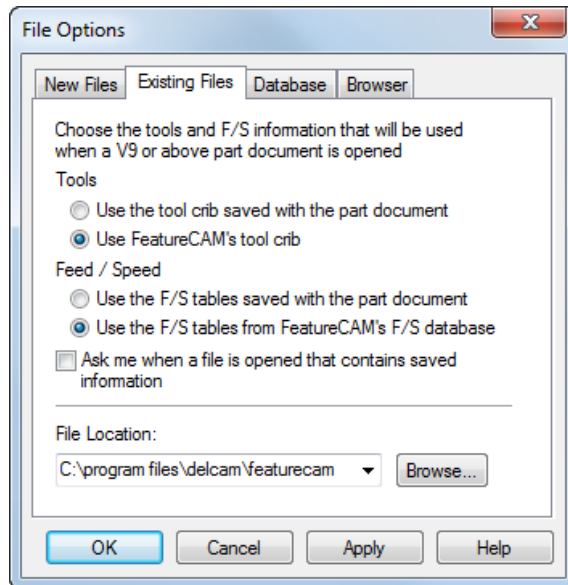 File Options
New Files
Existing Files
Database
Browser
Choose the tools and F/S information that will be used
when a V9 or above part document is opened
Tools
Use the tool crib saved with the part document
Use FeatureCAM's tool crib
Feed / Speed
Use the F/S tables saved with the part document
Use the F/S tables from FeatureCAM's F/S database
Ask me when a file is opened that contains saved
information
File Location:
C:\program files\delcam\featurecam
Browse...
OK
Cancel
Apply
Help